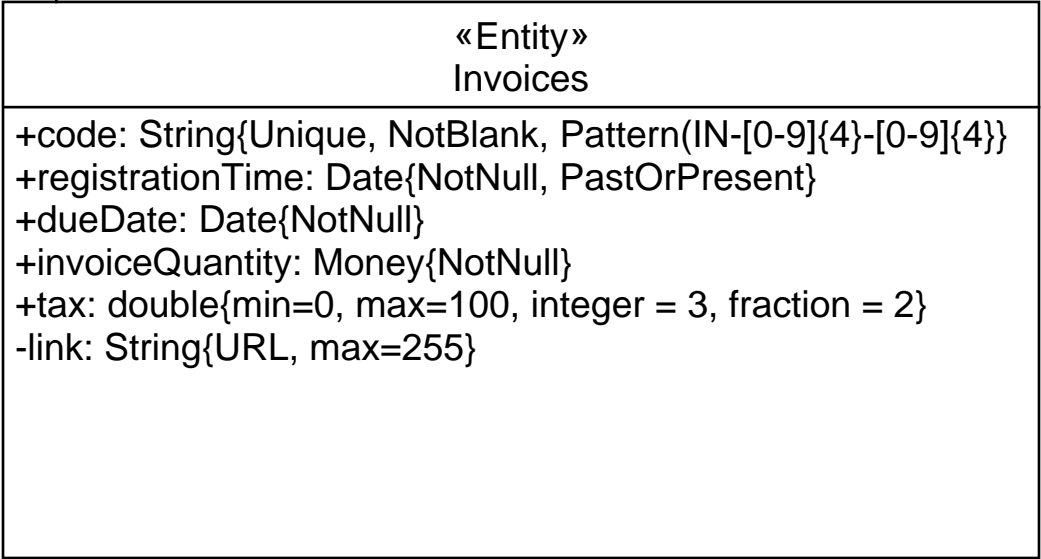 «Entity»
Invoices
+code: String{Unique, NotBlank, Pattern(IN-[0-9]{4}-[0-9]{4}}
+registrationTime: Date{NotNull, PastOrPresent}
+dueDate: Date{NotNull}
+invoiceQuantity: Money{NotNull}
+tax: double{min=0, max=100, integer = 3, fraction = 2}
-link: String{URL, max=255}